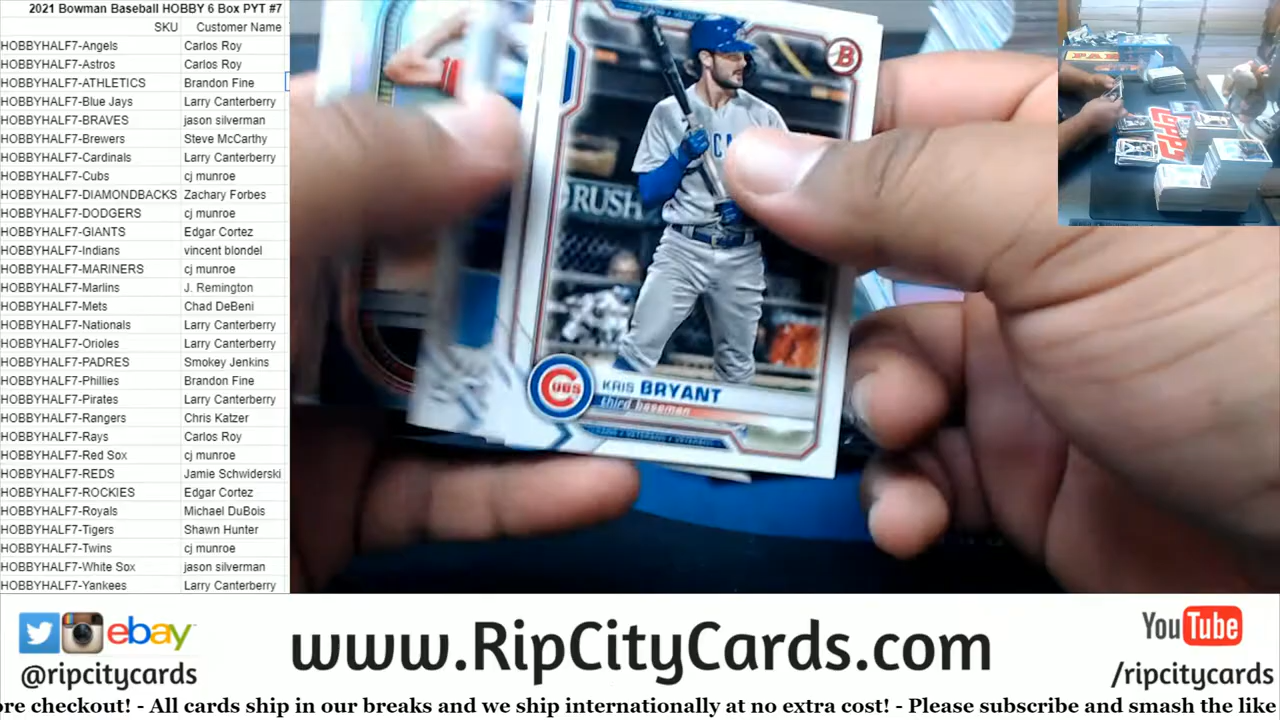 2021 Bowman Baseball HOBBY 6 Box PYT #7
SKU Customer Name
HOBBYHALF7-Angels Carlos Roy
HOBBYHALF7-Astros Carlos Roy
HOBBYHALF7-ATHLETICS Brandon Fine
HOBBYHALF7-Blue Jays Larry Canterberry
HOBBYHALF7-BRAVES jason silverman
HOBBYHALF7-Brewers Steve McCarthy
HOBBYHALF7-Cardinals Larry Canterberry
HOBBYHALF7-Cubs cj munroe
HOBBYHALF7-DIAMONDBACKS Zachary Forbes
HOBBYHALF7-DODGERS cj munroe
HOBBYHALF7-GIANTS Edgar Cortez
HOBBYHALF7-Indians vincent blondel
HOBBYHALF7-MARINERS cj munroe
HOBBYHALF7-Marlins J. Remington
HOBBYHALF7-Mets Chad DeBeni
HOBBYHALF7-Nationals Larry Canterberry
HOBBYHALF7-Orioles Larry Canterberry
HOBBYHALF7-PADRES Smokey Jenkins
HOBBYHALF7-Phillies Brandon Fine
HOBBYHALF7-Pirates Larry Canterberry
HOBBYHALF7-Rangers Chris Katzer
HOBBYHALF7-Rays Carlos Roy
HOBBYHALF7-Red Sox cj munroe
HOBBYHALF7-REDS Jamie Schwiderski
HOBBYHALF7-ROCKIES Edgar Cortez
HOBBYHALF7-Royals Michael DuBois
HOBBYHALF7-Tigers Shawn Hunter
HOBBYHALF7-Twins cj munroe
HOBBYHALF7-White Sox jason silverman
HOBBYHALF7-Yankees Larry Canterberry
B
RUSH
CUBS
KRIS BRYANT
third baseman
topps
ebay
@ripcitycards
www.RipCityCards.com
YouTube
/ripcitycards
re checkout! - All cards ship in our breaks and we ship internationally at no extra cost! - Please subscribe and smash the like